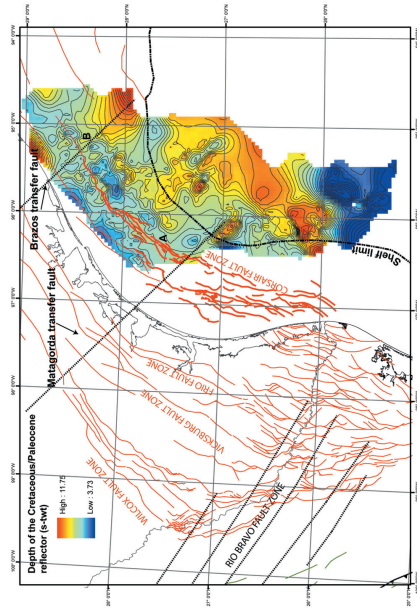 Depth of the Cretaceous/Paleocene
reflector (s-twt)
High : 11.75
Low : 3.73
Matagorda transfer fault
Brazos transfer fault
A
B
WILCOX FAULT ZONE
VICKSBURG FAULT ZONE
FRIO FAULT ZONE
CORSAIR FAULT ZONE
RIO BRAVO FAULT ZONE
Shelf limit